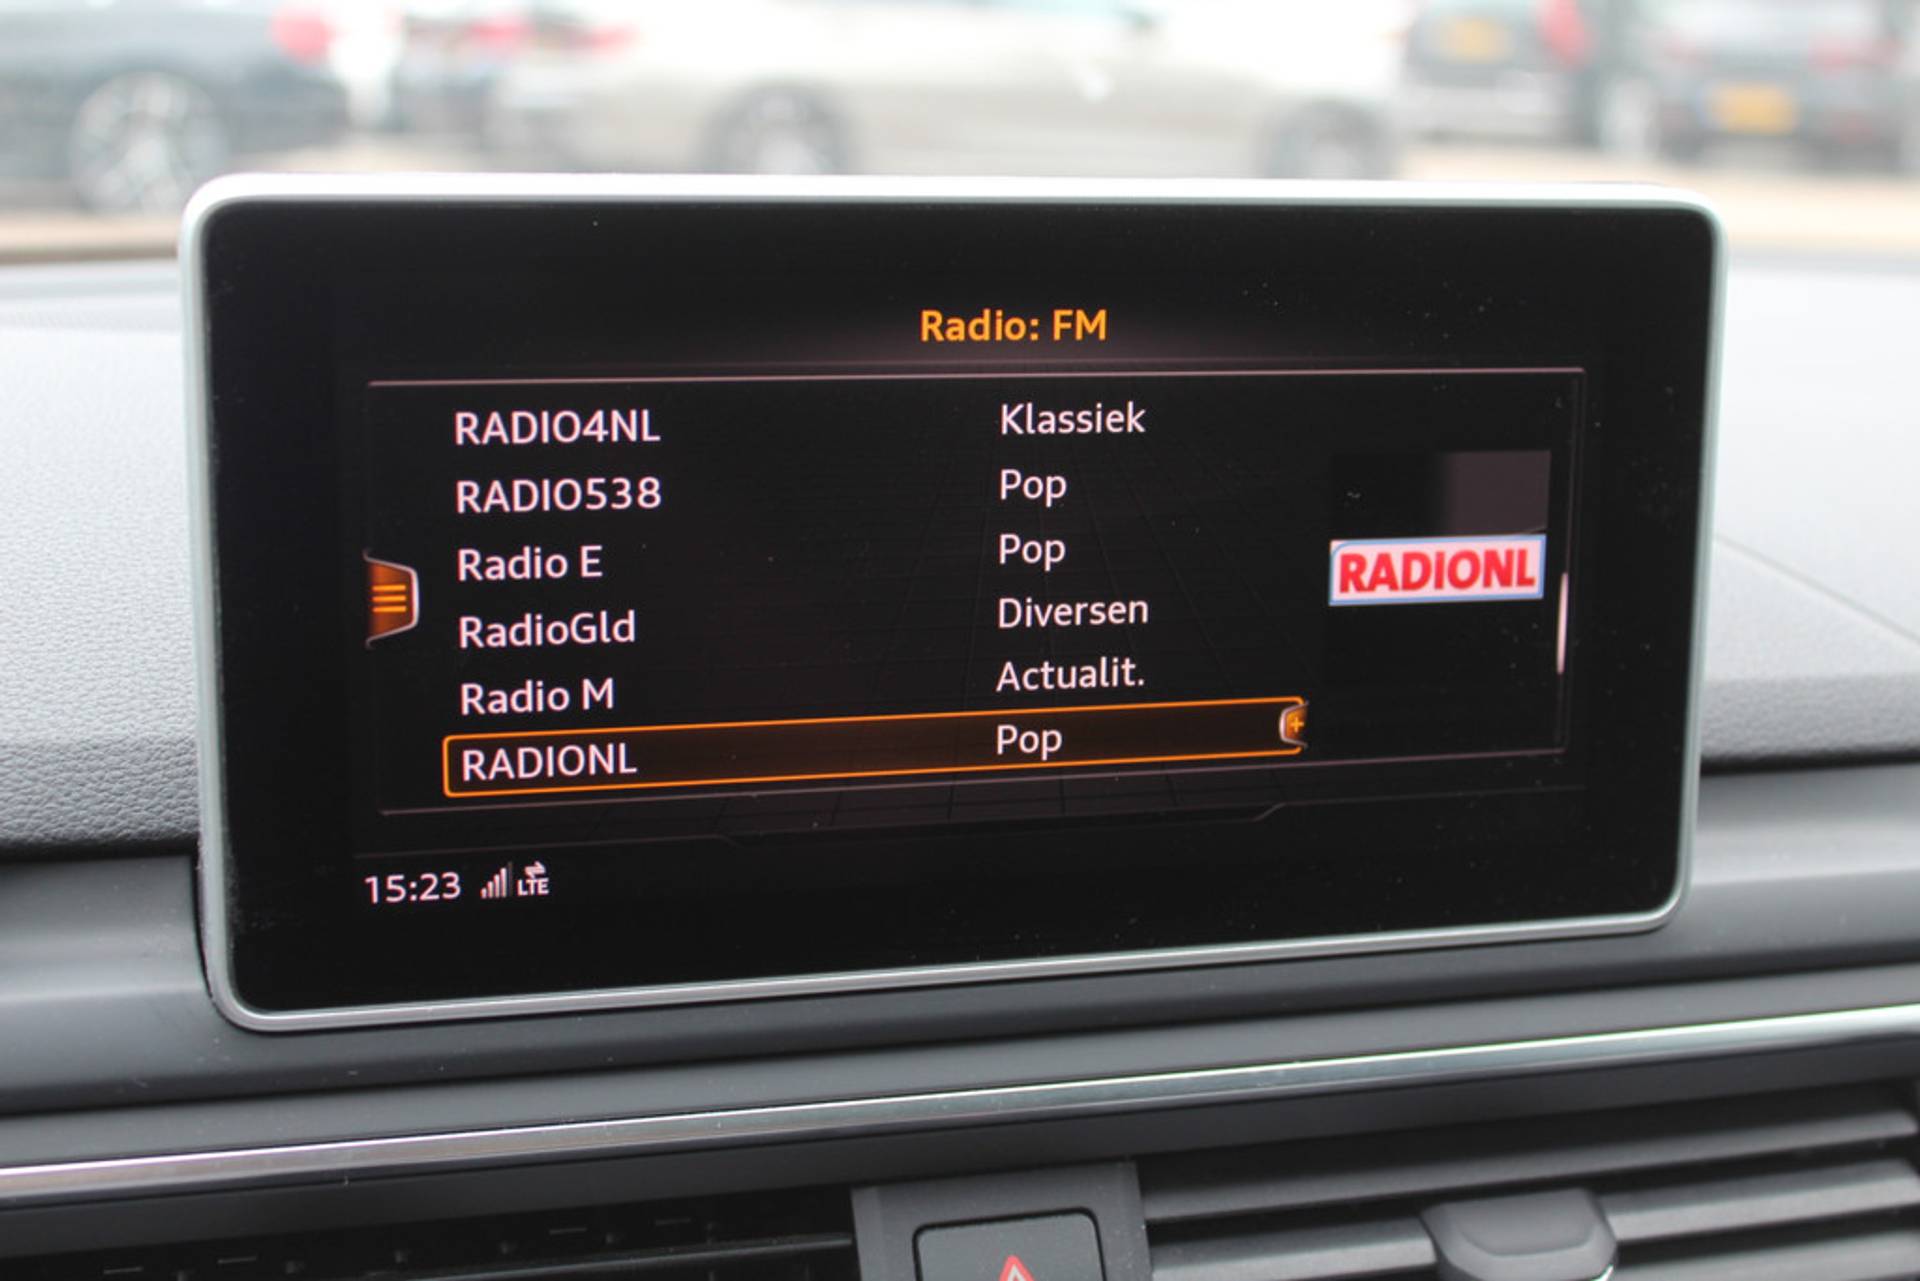 Radio: FM
RADIO4NL Klassiek
RADIO538 Pop
Radio E Pop
RadioGld Diversen
Radio M Actualit.
RADIONL Pop
RADIONL
15:23 LTE